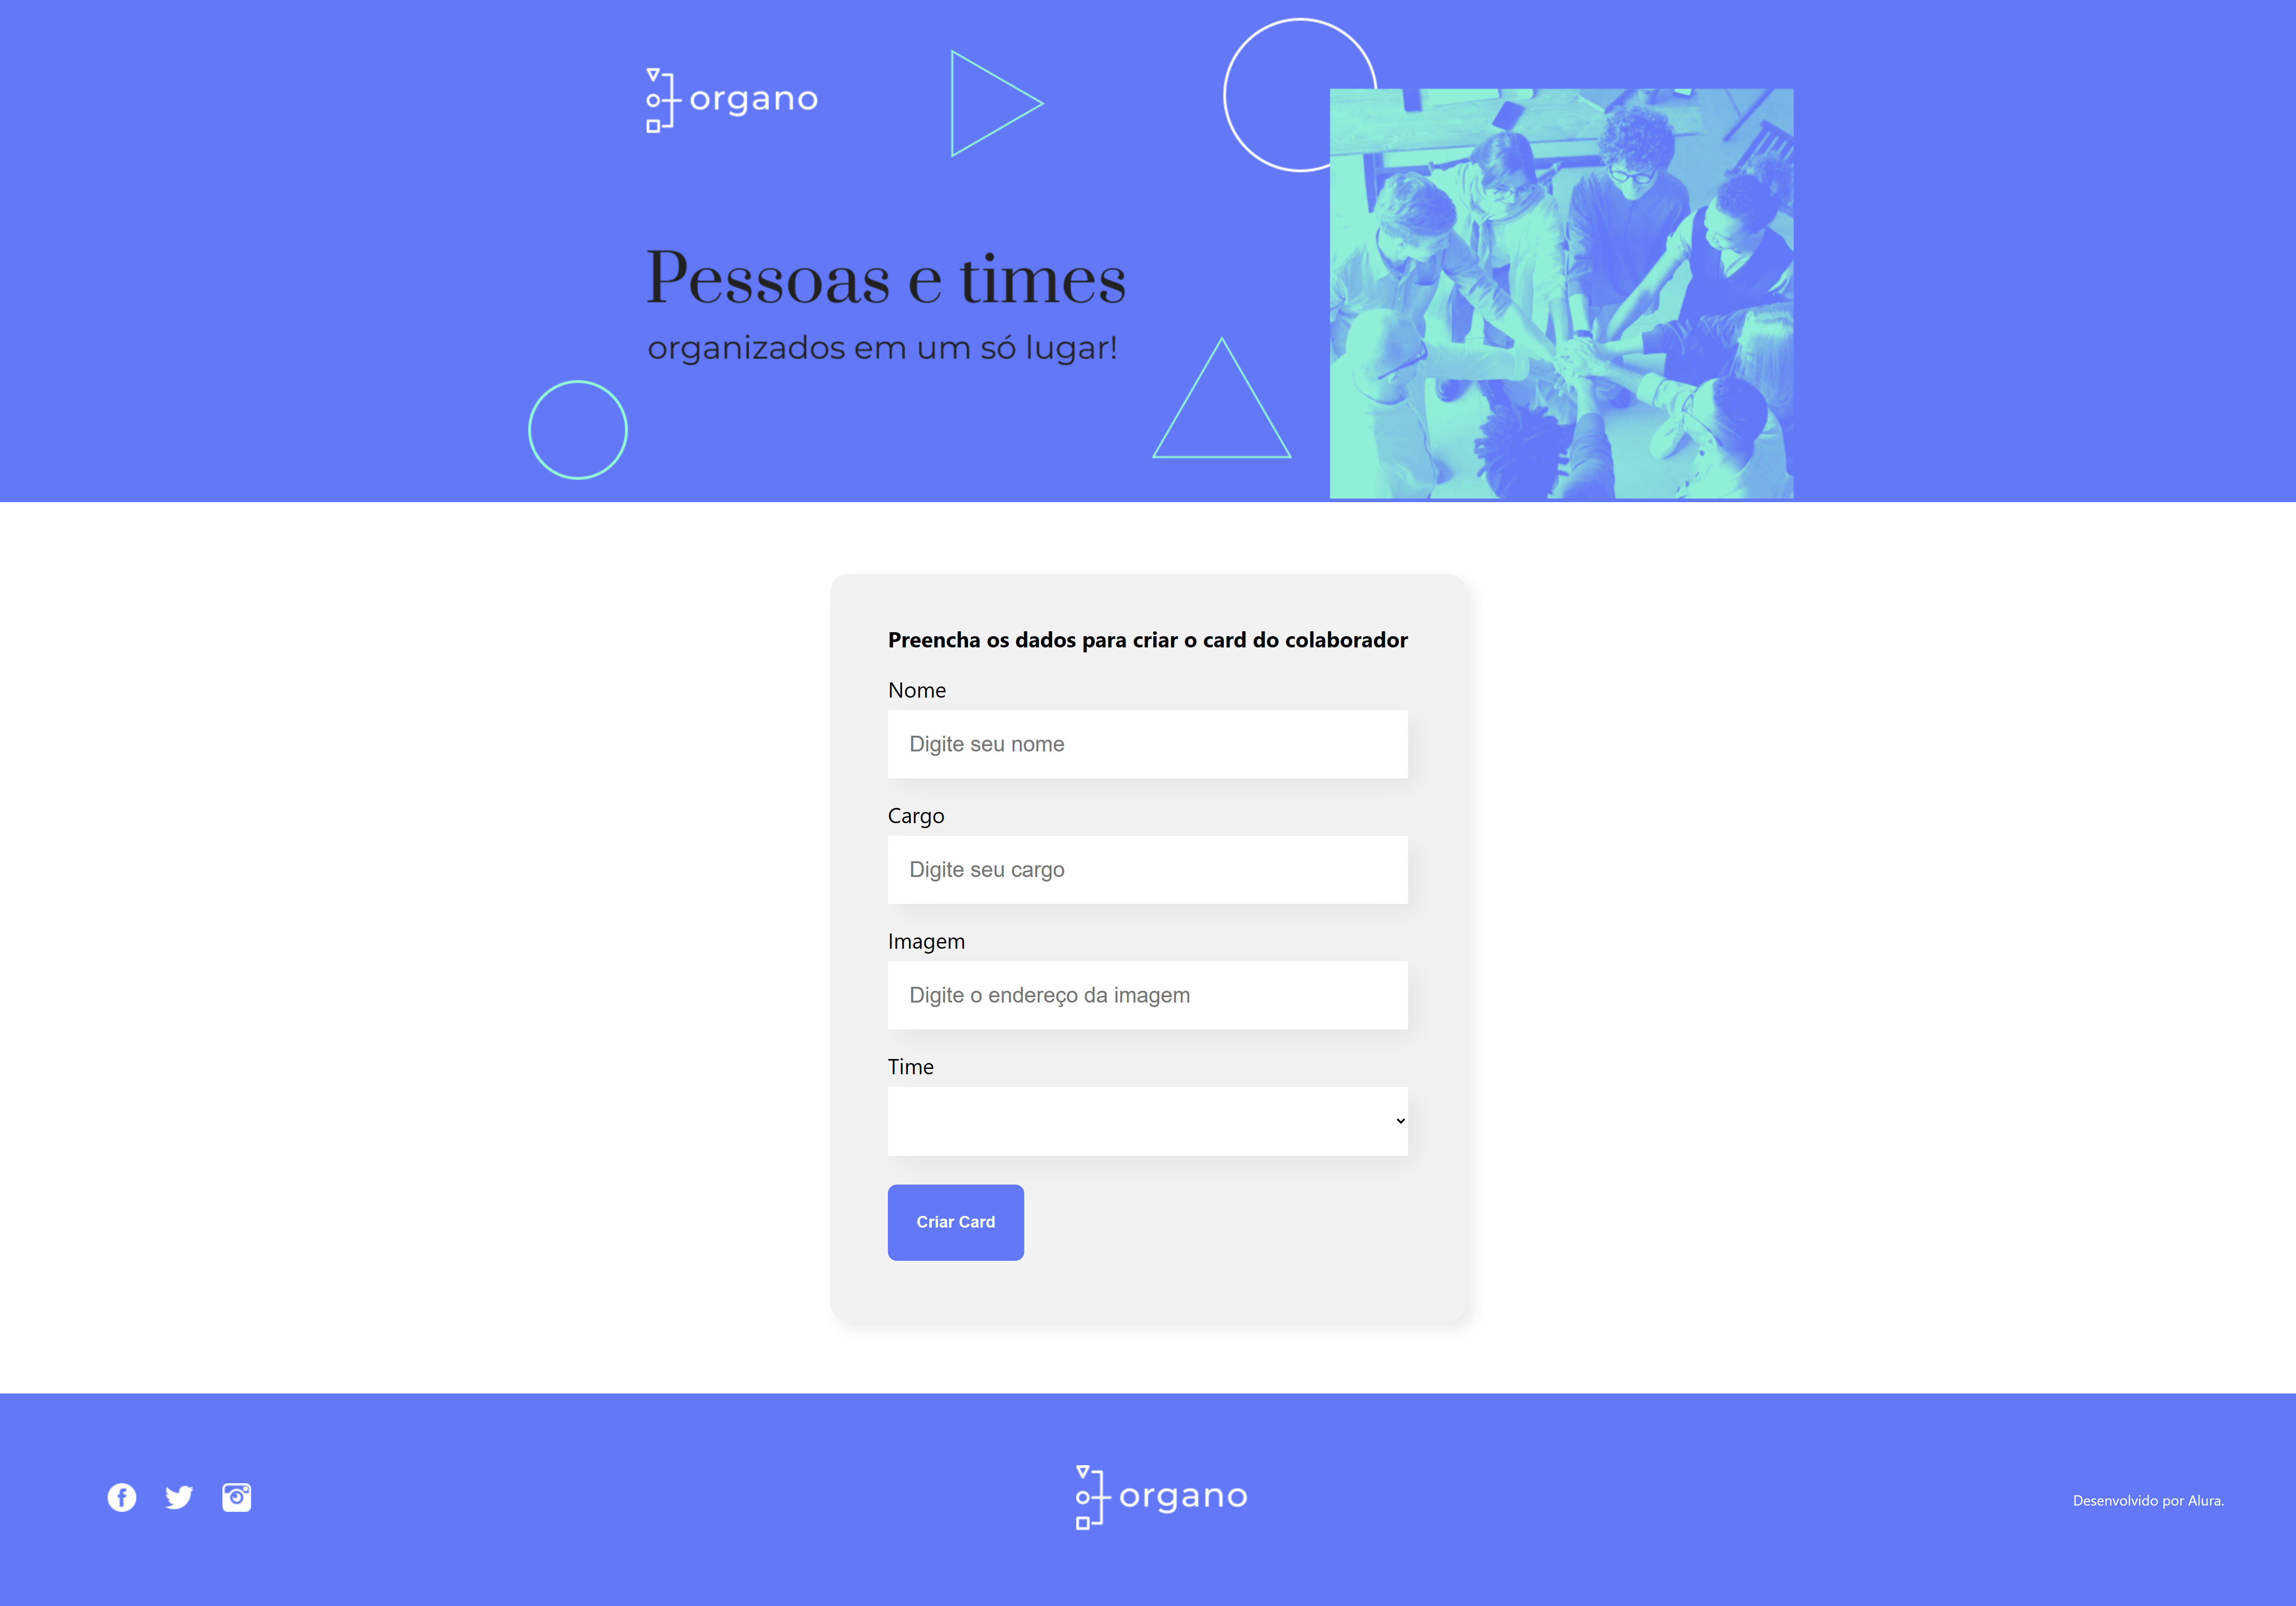 organo
Pessoas e times
organizados em um só lugar!
Preencha os dados para criar o card do colaborador
Nome
Digite seu nome
Cargo
Digite seu cargo
Imagem
Digite o endereço da imagem
Time
Criar Card
organo
Desenvolvido por Alura.